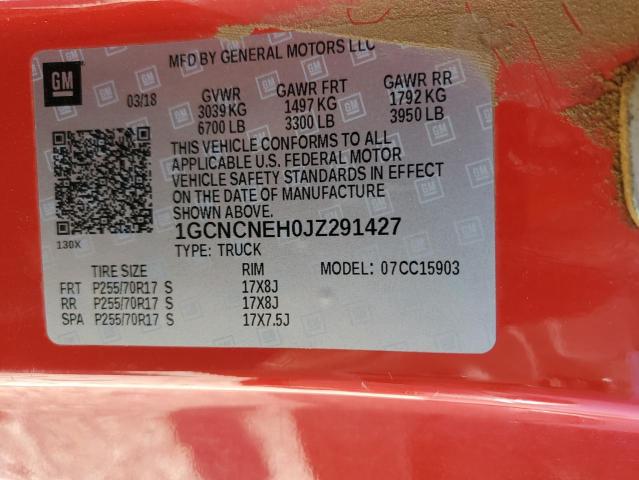 MFD BY GENERAL MOTORS LLC
GM
03/18
GVWR GAWR FRT GAWR RR
3039 KG 1497 KG 1792 KG
6700 LB 3300 LB 3950 LB
THIS VEHICLE CONFORMS TO ALL
APPLICABLE U.S. FEDERAL MOTOR
VEHICLE SAFETY STANDARDS IN EFFECT
ON THE DATE OF MANUFACTURE
SHOWN ABOVE.
130X
1GCNCNEH0JZ291427
TYPE: TRUCK
TIRE SIZE RIM MODEL: 07CC15903
FRT P255/70R17 S 17X8J
RR P255/70R17 S 17X8J
SPA P255/70R17 S 17X7.5J